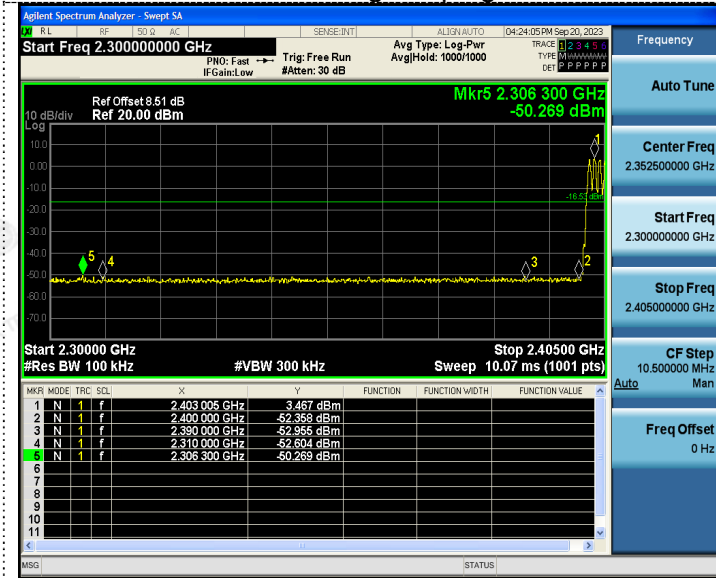 Agilent Spectrum Analyzer - Swept SA
LXI RL RF 50 Ω AC SENSE:INT ALIGN AUTO 04:24:05 PM Sep 20, 2023
Start Freq 2.300000000 GHz
PNO: Fast
IFGain:Low
Trig: Free Run
#Atten: 30 dB
Avg Type: Log-Pwr
Avg|Hold: 1000/1000
TRACE 1 2 3 4 5 6
TYPE M
DET P P P P P P
Ref Offset 8.51 dB
10 dB/div Ref 20.00 dBm
Log
Mkr5 2.306 300 GHz
-50.269 dBm
10.0
0.00
-10.0
-20.0
-30.0
-40.0
-50.0
-60.0
-70.0
-16.53 dBm
1
5
4
3
2
Start 2.30000 GHz Stop 2.40500 GHz
#Res BW 100 kHz #VBW 300 kHz Sweep 10.07 ms (1001 pts)
MKR MODE TRC SCL X Y FUNCTION FUNCTION WIDTH FUNCTION VALUE
1 N 1 f 2.403 005 GHz 3.467 dBm
2 N 1 f 2.400 000 GHz -52.358 dBm
3 N 1 f 2.390 000 GHz -52.955 dBm
4 N 1 f 2.310 000 GHz -52.604 dBm
5 N 1 f 2.306 300 GHz -50.269 dBm
6
7
8
9
10
11
MSG STATUS
Frequency
Auto Tune
Center Freq
2.352500000 GHz
Start Freq
2.300000000 GHz
Stop Freq
2.405000000 GHz
CF Step
10.500000 MHz
Auto Man
Freq Offset
0 Hz